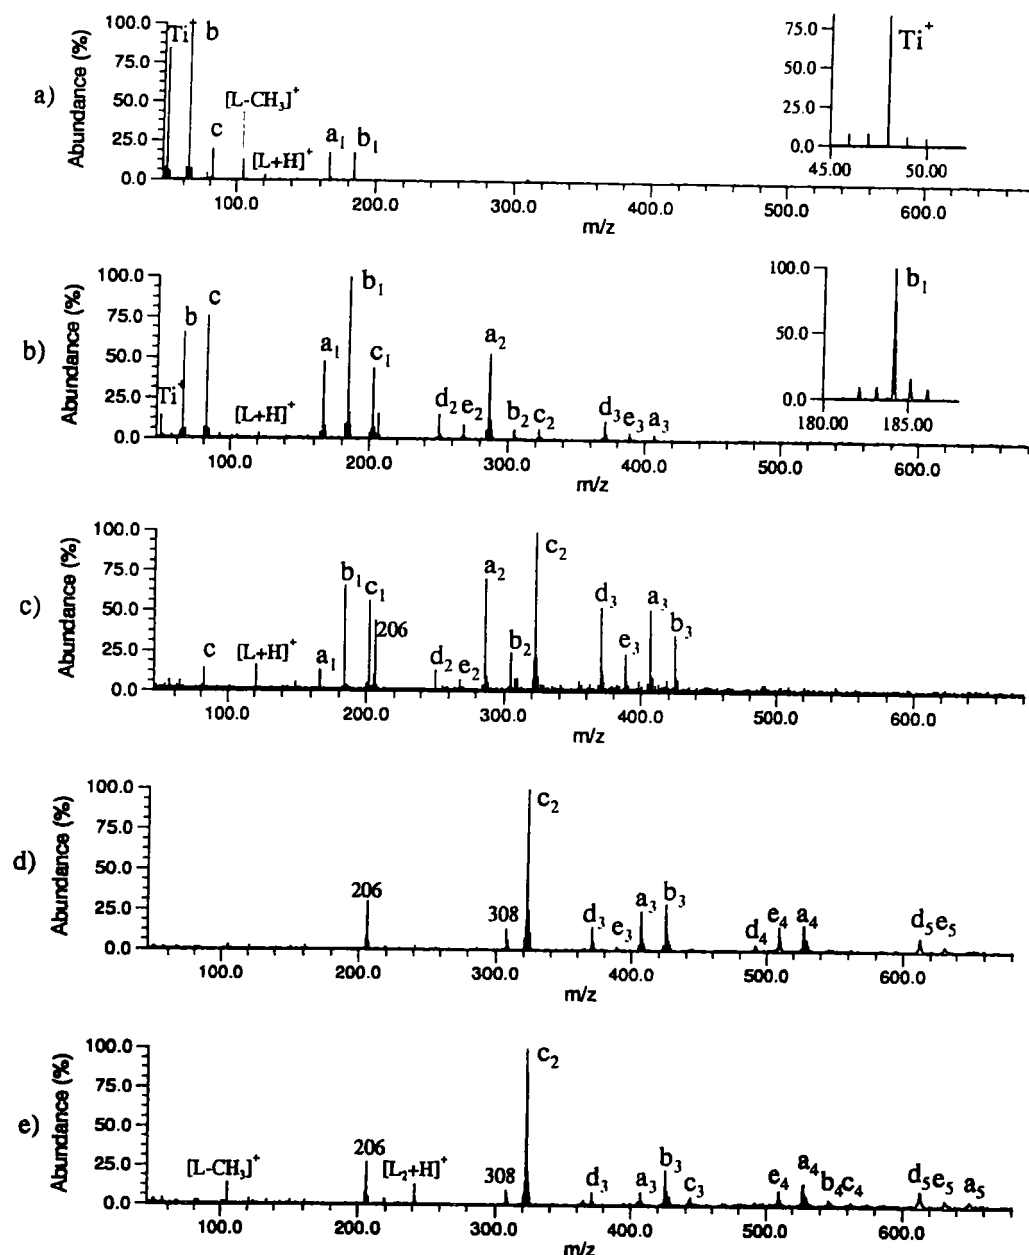 a)
Abundance (%)
100.0
75.0
50.0
25.0
0.0
Ti
b
c
[L-CH₃]⁺
[L+H]⁺
a₁
b₁
100.0 200.0 300.0 400.0 500.0 600.0
m/z
75.0
50.0
25.0
0.0
Ti⁺
45.00 50.00
b)
Abundance (%)
100.0
75.0
50.0
25.0
0.0
Ti⁺
b
c
[L+H]⁺
a₁
b₁
c₁
d₂
e₂
a₂
b₂
c₂
d₃
e₃
a₃
100.0 200.0 300.0 400.0 500.0 600.0
m/z
100.0
50.0
0.0
b₁
180.00 185.00
c)
Abundance (%)
100.0
75.0
50.0
25.0
0.0
c
[L+H]⁺
a₁
b₁
c₁
206
d₂
e₂
a₂
b₂
c₂
d₃
e₃
a₃
b₃
100.0 200.0 300.0 400.0 500.0 600.0
m/z
d)
Abundance (%)
100.0
75.0
50.0
25.0
0.0
206
308
c₂
d₃
e₃
a₃
b₃
d₄
e₄
a₄
d₅
e₅
100.0 200.0 300.0 400.0 500.0 600.0
m/z
e)
Abundance (%)
100.0
75.0
50.0
25.0
0.0
[L-CH₃]⁺
206
[L₂+H]⁺
308
c₂
d₃
a₃
b₃
c₃
e₄
a₄
b₄
c₄
d₅
e₅
a₅
100.0 200.0 300.0 400.0 500.0 600.0
m/z